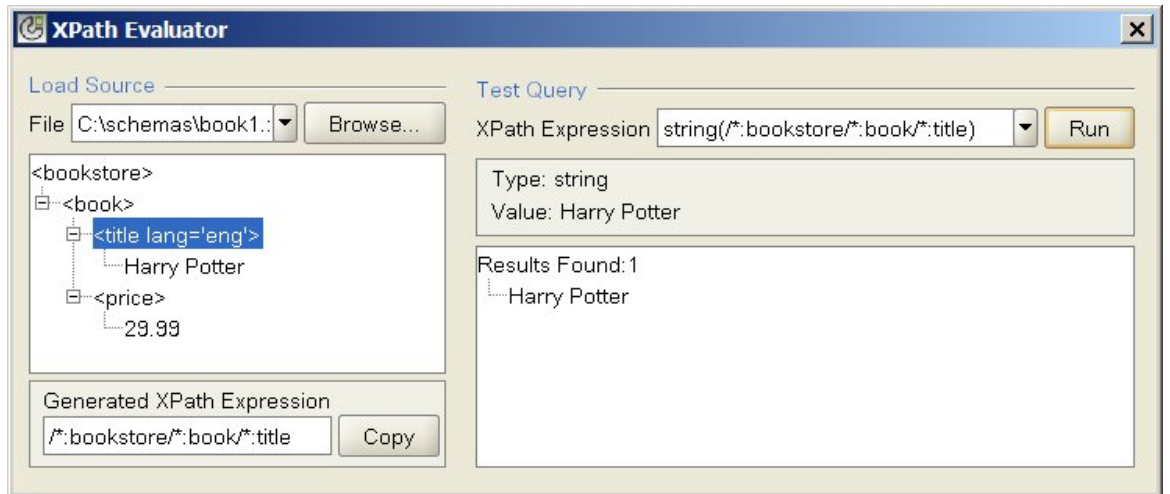 XPath Evaluator
Load Source
File C:\schemas\book1.: Browse...
<bookstore>
<book>
<title lang='eng'>
Harry Potter
<price>
29.99
Generated XPath Expression
/*:bookstore/*:book/*:title Copy
Test Query
XPath Expression string(/*:bookstore/*:book/*:title) Run
Type: string
Value: Harry Potter
Results Found:1
Harry Potter